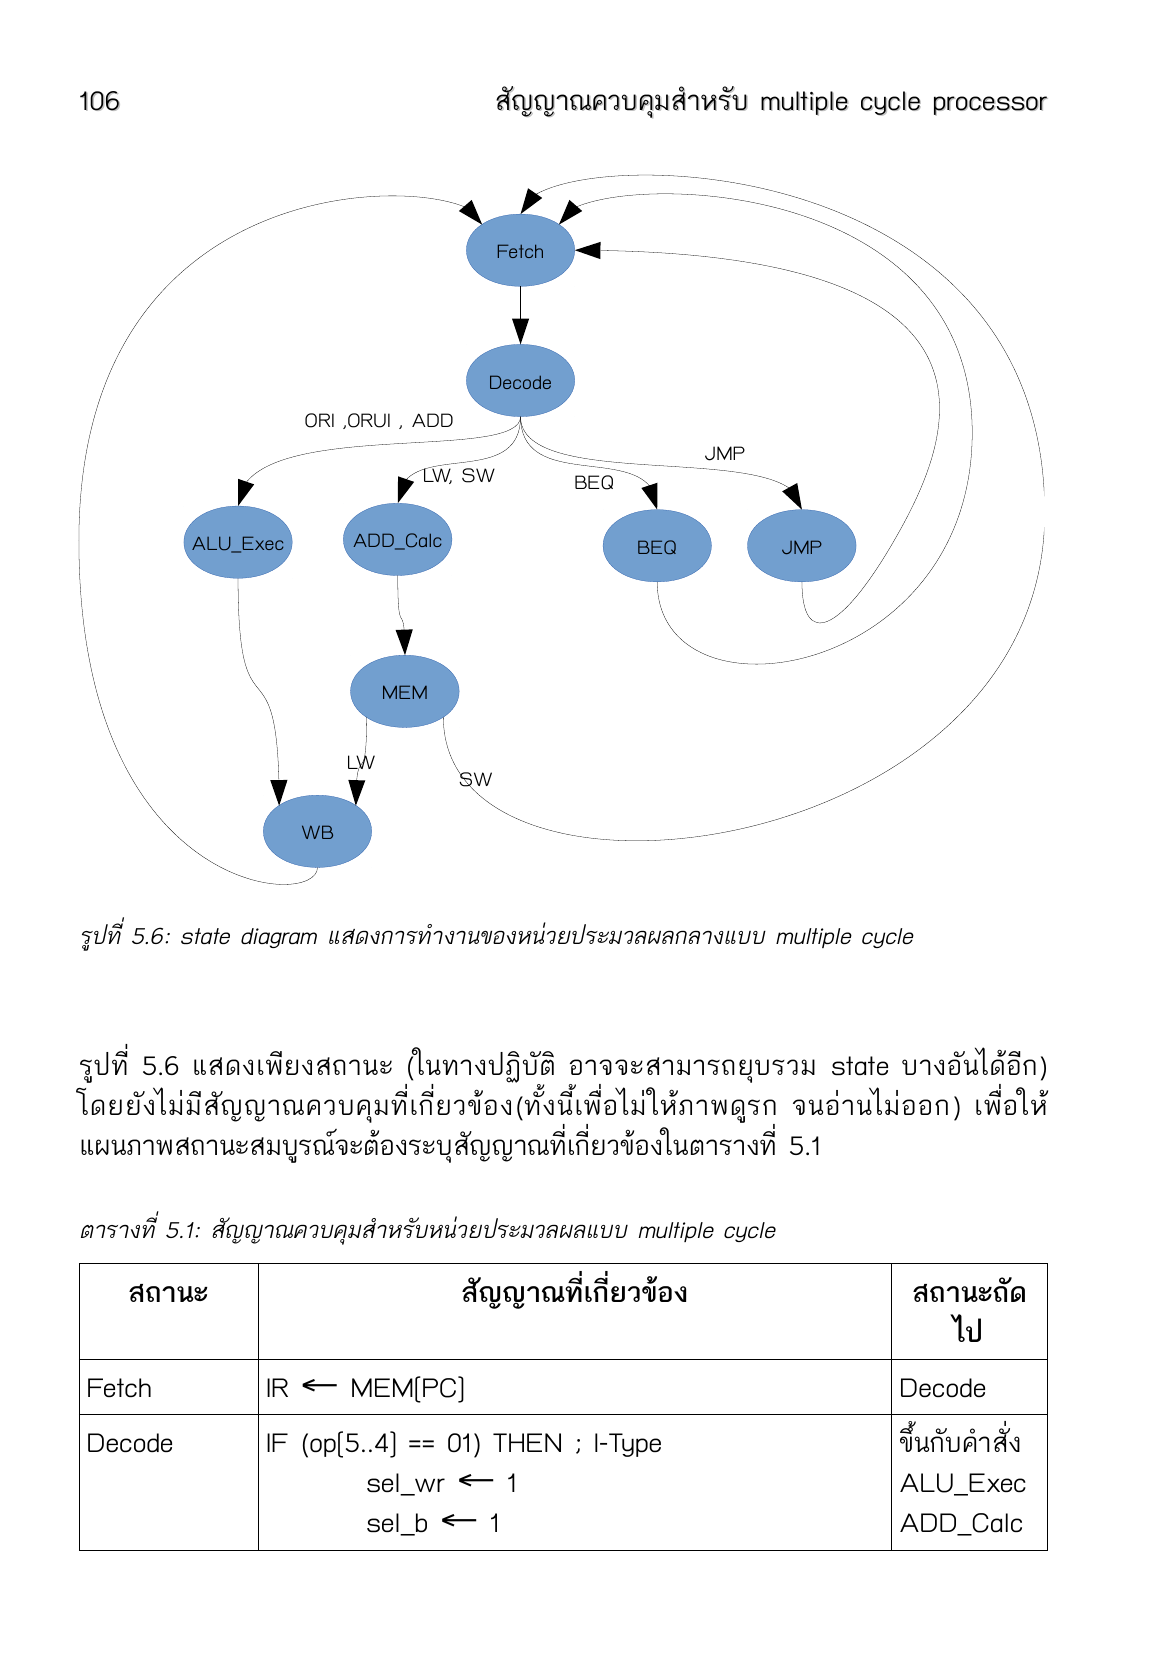 106 สัญญาณควบคุมสำหรับ multiple cycle processor
Fetch
Decode
ORI ,ORUI , ADD
JMP
LW, SW
BEQ
ALU_Exec
ADD_Calc
BEQ
JMP
MEM
LW
SW
WB
รูปที่ 5.6: state diagram แสดงการทำงานของหน่วยประมวลผลกลางแบบ multiple cycle
รูปที่ 5.6 แสดงเพียงสถานะ (ในทางปฏิบัติ อาจจะสามารถยุบรวม state บางอันได้อีก)
โดยยังไม่มีสัญญาณควบคุมที่เกี่ยวข้อง(ทั้งนี้เพื่อไม่ให้ภาพดูรก จนอ่านไม่ออก) เพื่อให้
แผนภาพสถานะสมบูรณ์จะต้องระบุสัญญาณที่เกี่ยวข้องในตารางที่ 5.1
ตารางที่ 5.1: สัญญาณควบคุมสำหรับหน่วยประมวลผลแบบ multiple cycle
สถานะ สัญญาณที่เกี่ยวข้อง สถานะถัด
ไป
Fetch IR ← MEM[PC] Decode
Decode IF (op[5..4] == 01) THEN ; I-Type ขึ้นกับคำสั่ง
sel_wr ← 1 ALU_Exec
sel_b ← 1 ADD_Calc